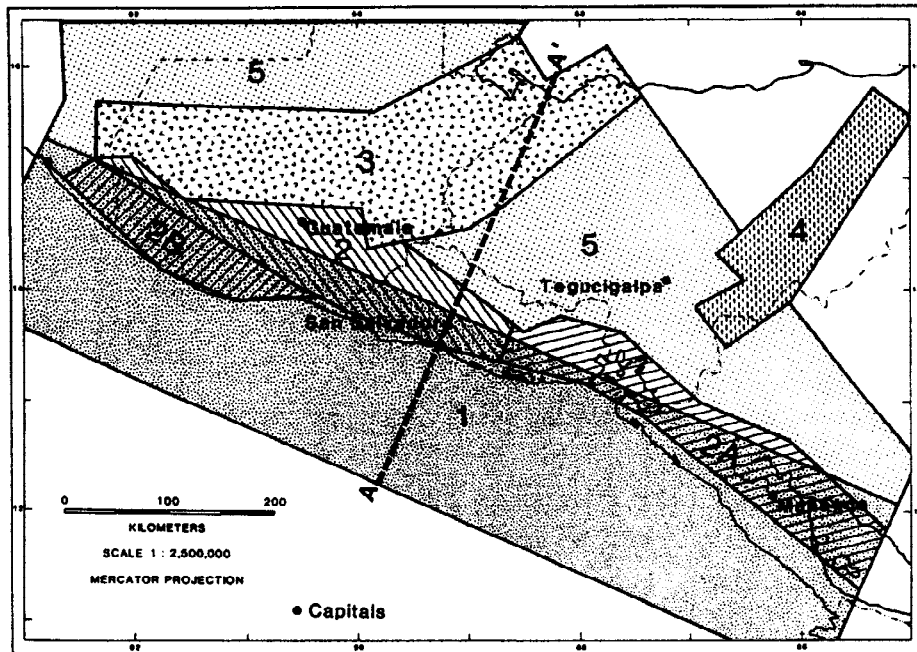 A'
5
3
Guatemala
2B
2
5
4
Tegucigalpa
San Salvador
1
2A
Managua
A
0 100 200
KILOMETERS
SCALE 1 : 2,500,000
MERCATOR PROJECTION
• Capitals